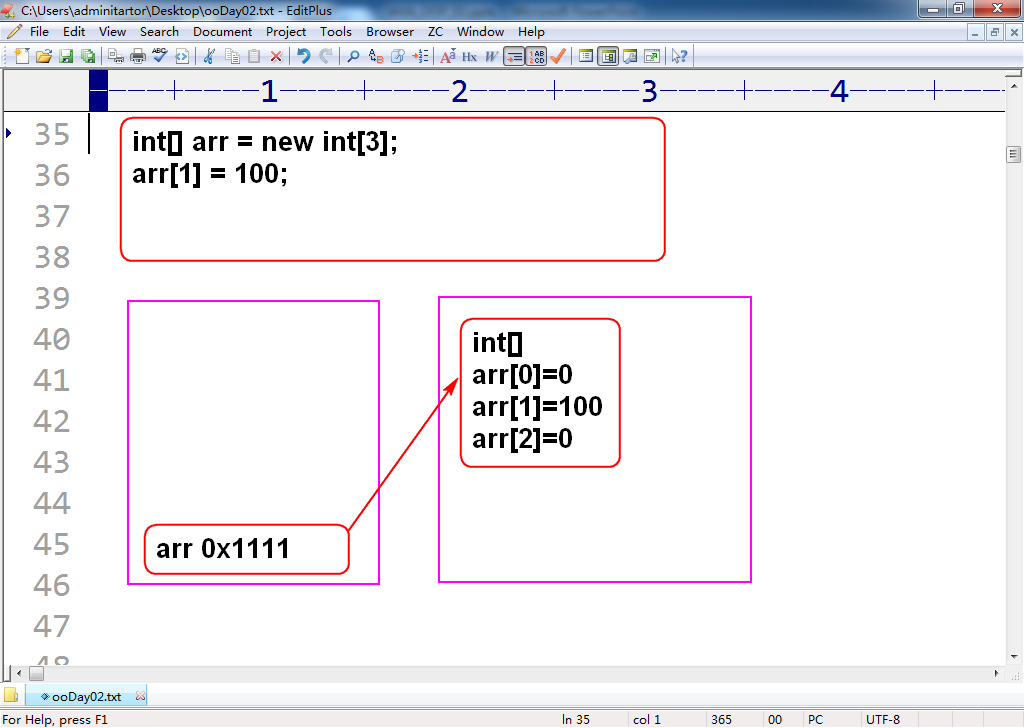 C:\Users\adminitartor\Desktop\ooDay02.txt - EditPlus
File Edit View Search Document Project Tools Browser ZC Window Help
1 2 3 4
35
36
37
38
39
40
41
42
43
44
45
46
47
48
int[] arr = new int[3];
arr[1] = 100;
int[]
arr[0]=0
arr[1]=100
arr[2]=0
arr 0x1111
ooDay02.txt
For Help, press F1 ln 35 col 1 365 00 PC UTF-8